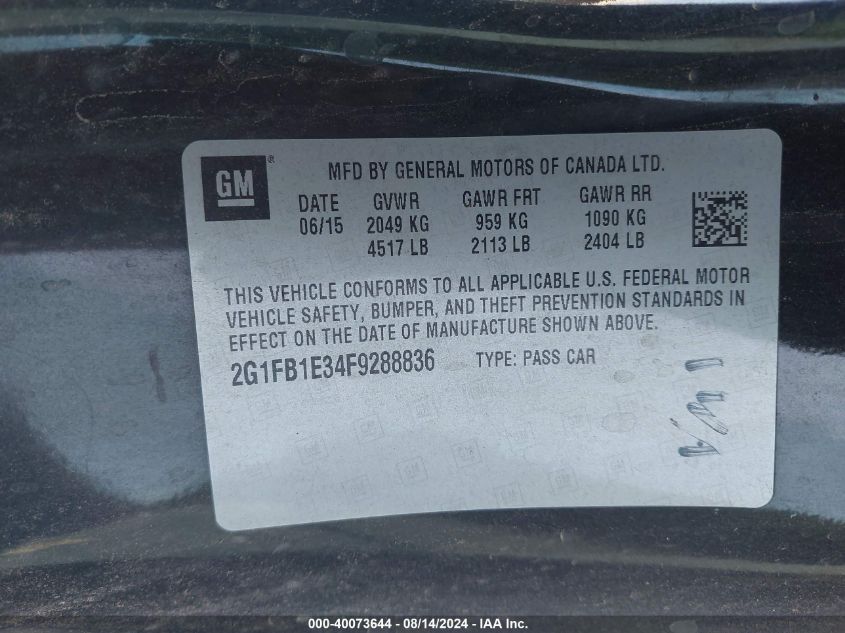 GM ®
MFD BY GENERAL MOTORS OF CANADA LTD.
DATE GVWR GAWR FRT GAWR RR
06/15 2049 KG 959 KG 1090 KG
4517 LB 2113 LB 2404 LB
THIS VEHICLE CONFORMS TO ALL APPLICABLE U.S. FEDERAL MOTOR
VEHICLE SAFETY, BUMPER, AND THEFT PREVENTION STANDARDS IN
EFFECT ON THE DATE OF MANUFACTURE SHOWN ABOVE.
2G1FB1E34F9288836 TYPE: PASS CAR
000-40073644 - 08/14/2024 - IAA Inc.